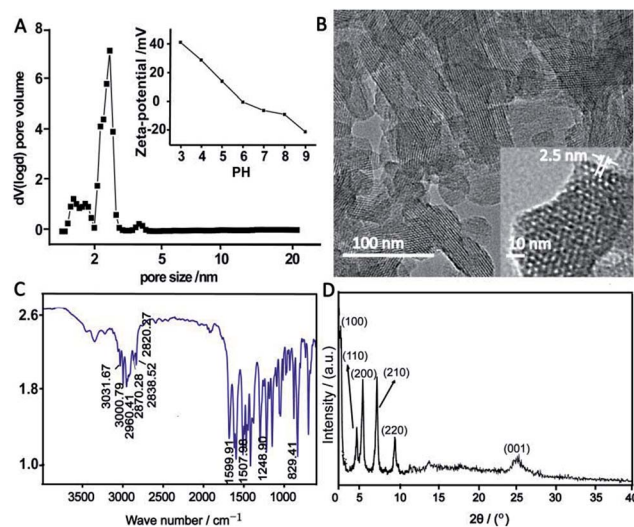 A
dV(logd) pore volume
8
6
4
2
0
2
5
10
20
pore size /nm
Zeta-potential /mV
40
20
0
-20
3 4 5 6 7 8 9
PH
B
100 nm
2.5 nm
10 nm
C
2.6
1.8
1.0
3031.67
3000.79
2960.41
2870.28
2838.52
/ 2820.27
1599.91
1507.98
1248.90
829.41
3500 3000 2500 2000 1500 1000
Wave number / cm⁻¹
D
Intensity / (a.u.)
(100)
(110)
(200)
(210)
(220)
(001)
0 5 10 15 20 25 30 35 40
2θ / (°)